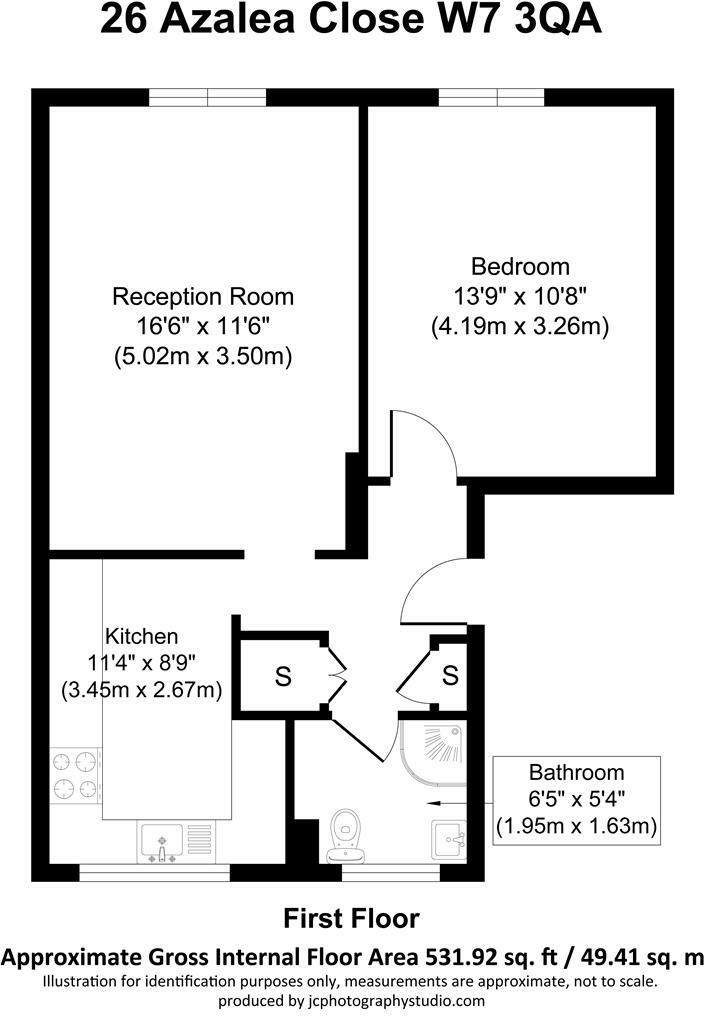 26 Azalea Close W7 3QA
Reception Room
16'6" x 11'6"
(5.02m x 3.50m)
Bedroom
13'9" x 10'8"
(4.19m x 3.26m)
Kitchen
11'4" x 8'9"
(3.45m x 2.67m)
S
S
Bathroom
6'5" x 5'4"
(1.95m x 1.63m)
First Floor
Approximate Gross Internal Floor Area 531.92 sq. ft / 49.41 sq. m
Illustration for identification purposes only, measurements are approximate, not to scale.
produced by jcphotographystudio.com